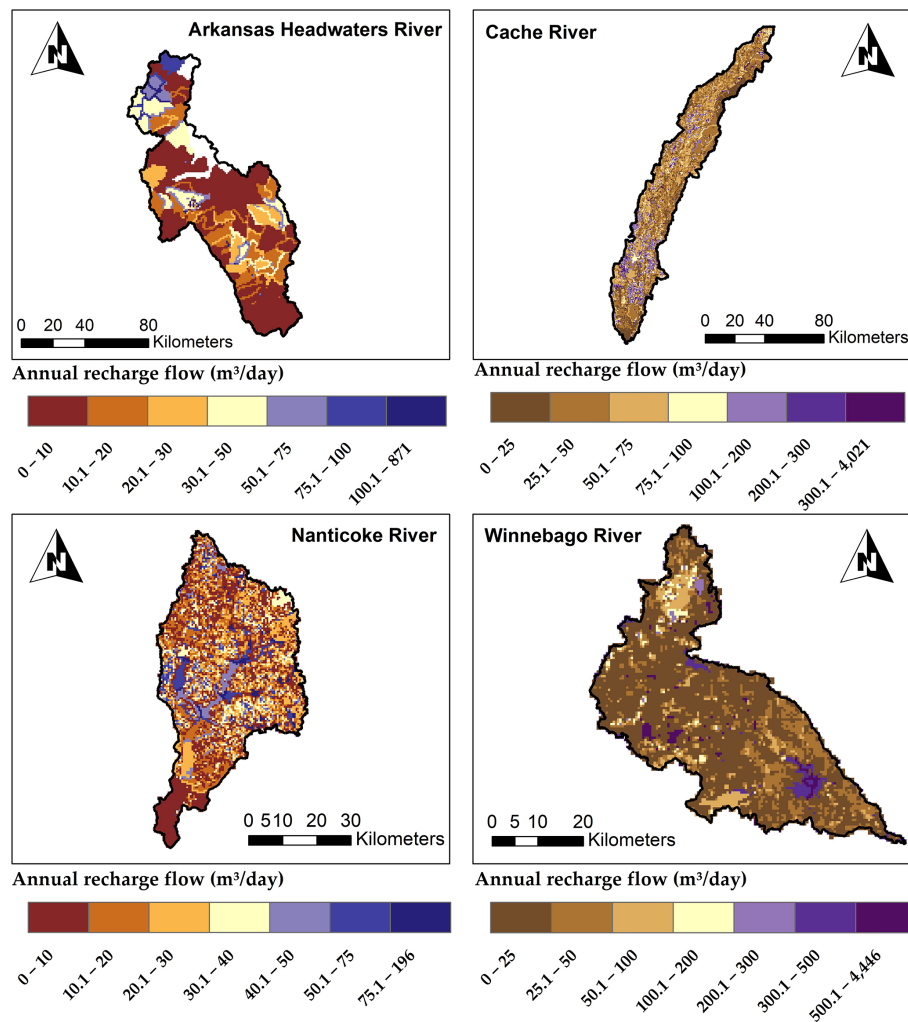 Arkansas Headwaters River
N
0 20 40 80
Kilometers
Annual recharge flow (m³/day)
0 – 10
10.1 – 20
20.1 – 30
30.1 – 50
50.1 – 75
75.1 – 100
100.1 – 871
Cache River
N
0 20 40 80
Kilometers
Annual recharge flow (m³/day)
0 – 25
25.1 – 50
50.1 – 75
75.1 – 100
100.1 – 200
200.1 – 300
300.1 – 4,021
Nanticoke River
N
0 5 10 20 30
Kilometers
Annual recharge flow (m³/day)
0 – 10
10.1 – 20
20.1 – 30
30.1 – 40
40.1 – 50
50.1 – 75
75.1 – 196
Winnebago River
N
0 5 10 20
Kilometers
Annual recharge flow (m³/day)
0 – 25
25.1 – 50
50.1 – 100
100.1 – 200
200.1 – 300
300.1 – 500
500.1 – 4,446